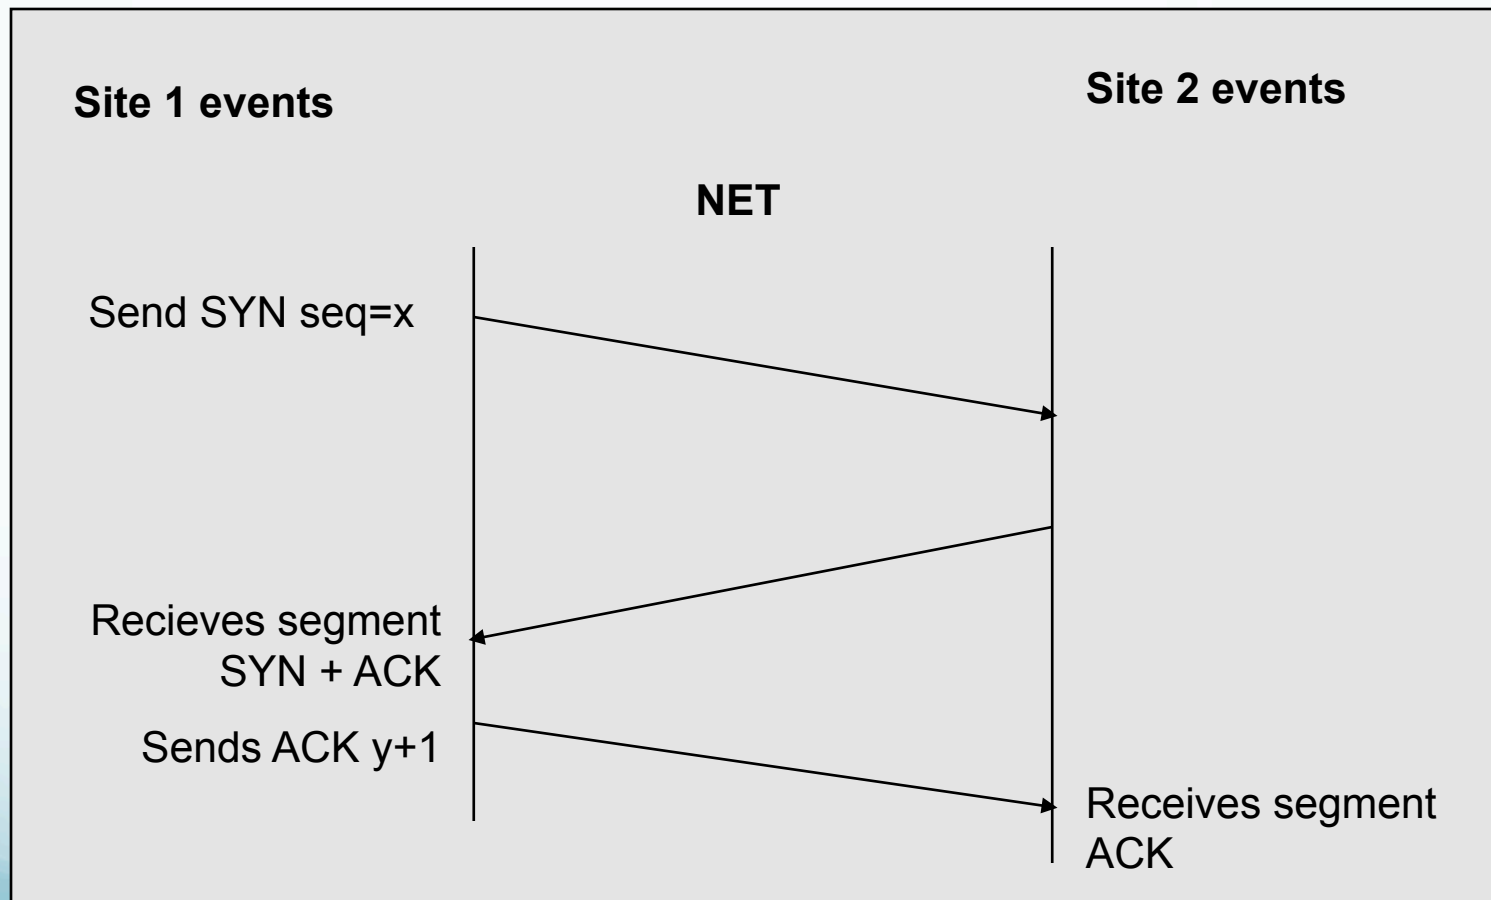 Site 1 events
Site 2 events
NET
Send SYN seq=x
Recieves segment
SYN + ACK
Sends ACK y+1
Receives segment
ACK